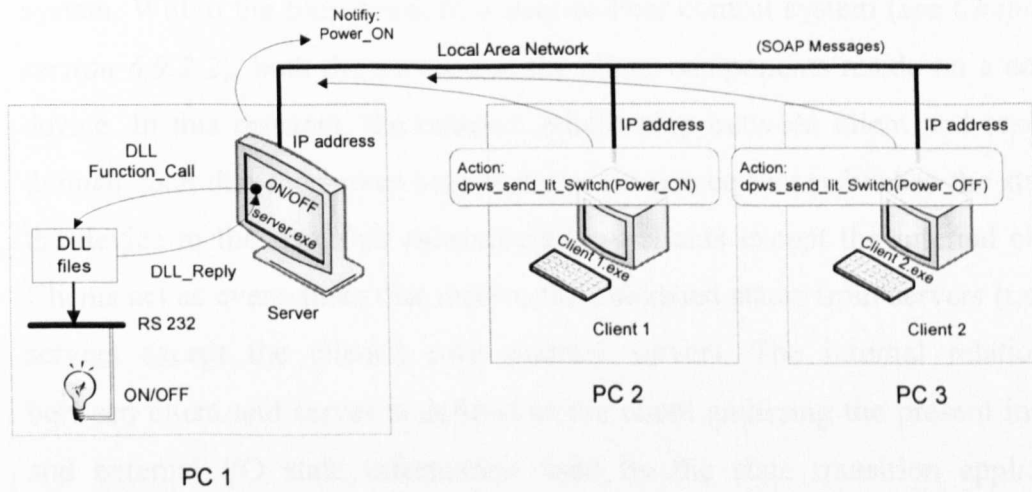 Notifiy:
Power_ON
Local Area Network
(SOAP Messages)
IP address
IP address
IP address
DLL
Function_Call
ON/OFF
server.exe
Action:
dpws_send_lit_Switch(Power_ON)
Action:
dpws_send_lit_Switch(Power_OFF)
DLL
files
DLL_Reply
Server
Client 1.exe
Client 2.exe
RS 232
Client 1
Client 2
ON/OFF
PC 2
PC 3
PC 1